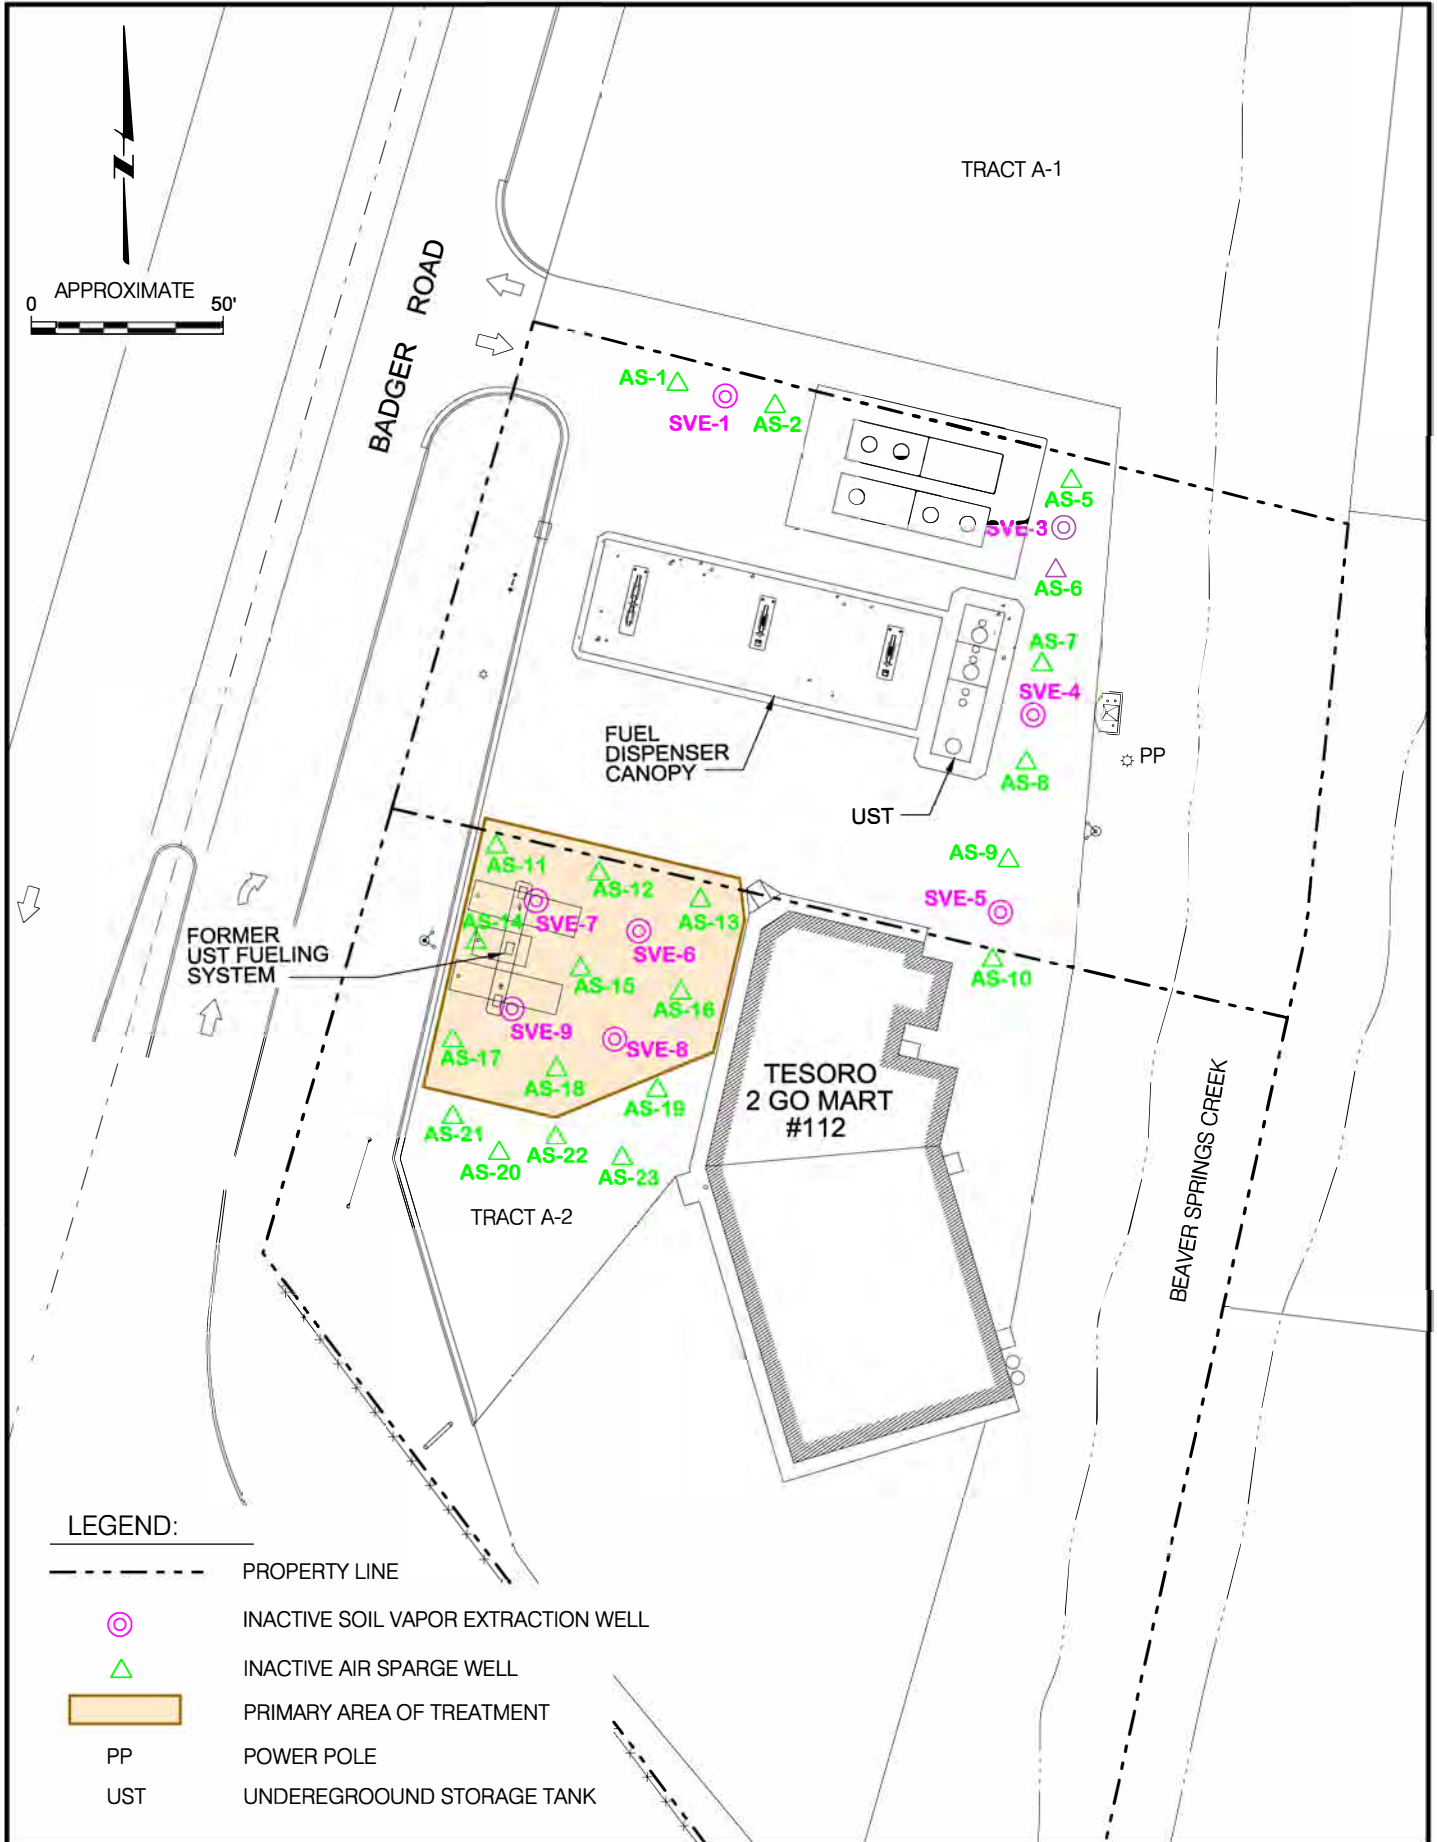 TRACT A-1
APPROXIMATE
0 50'
BADGER ROAD
AS-1
SVE-1
AS-2
AS-5
SVE-3
AS-6
AS-7
SVE-4
FUEL
DISPENSER
CANOPY
PP
AS-8
UST
AS-9
AS-11
AS-12
SVE-5
AS-13
AS-14
SVE-7
SVE-6
FORMER
UST FUELING
SYSTEM
AS-15
AS-10
AS-16
SVE-9
AS-17
SVE-8
TESORO
2 GO MART
#112
AS-18
AS-19
AS-21
AS-22
AS-20
AS-23
TRACT A-2
BEAVER SPRINGS CREEK
LEGEND:
PROPERTY LINE
INACTIVE SOIL VAPOR EXTRACTION WELL
INACTIVE AIR SPARGE WELL
PRIMARY AREA OF TREATMENT
PP POWER POLE
UST UNDEREGROOUND STORAGE TANK